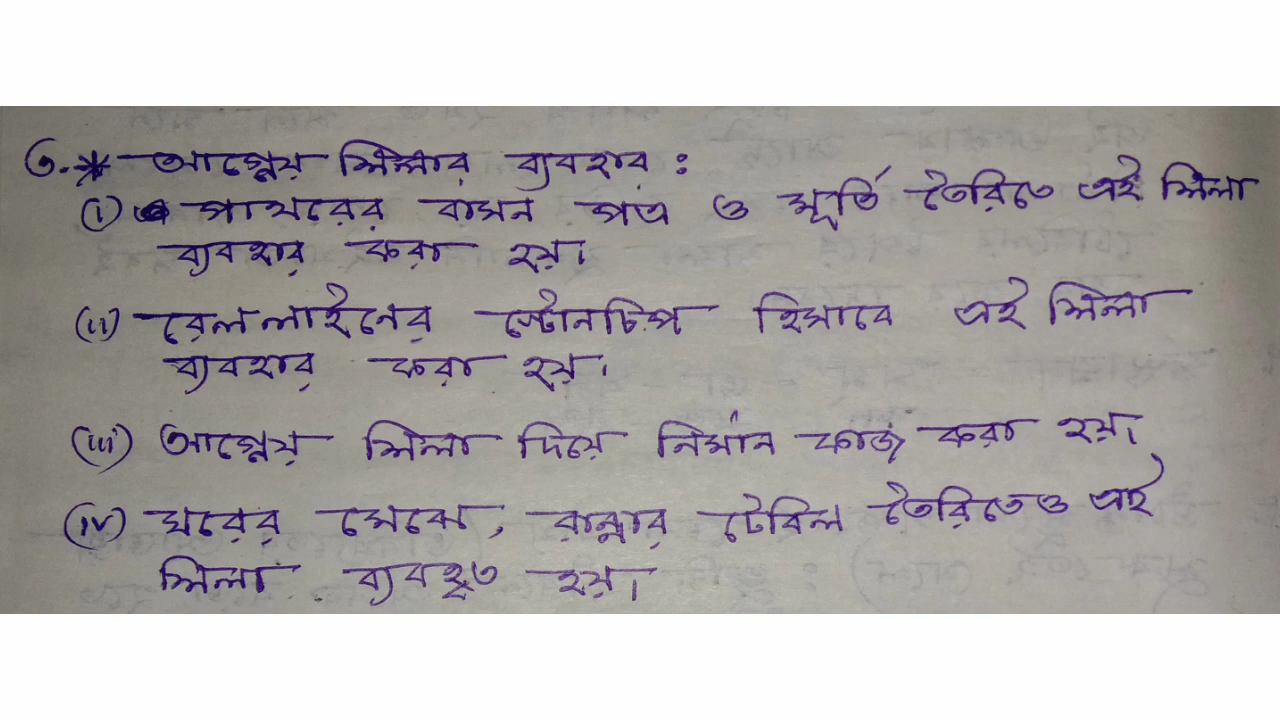 ৩.* আগ্নেয় শিলার ব্যবহার :
(i) পাথরের বাসন পত্র ও মূর্তি তৈরিতে এই শিলা
ব্যবহার করা হয়।
(ii) রেললাইনের স্টোনচিপ হিসাবে এই শিলা
ব্যবহার করা হয়।
(iii) আগ্নেয় শিলা দিয়ে নির্মান কাজ করা হয়।
(iv) ঘরের মেঝে, রান্নার টেবিল তৈরিতেও এই
শিলা ব্যবহৃত হয়।